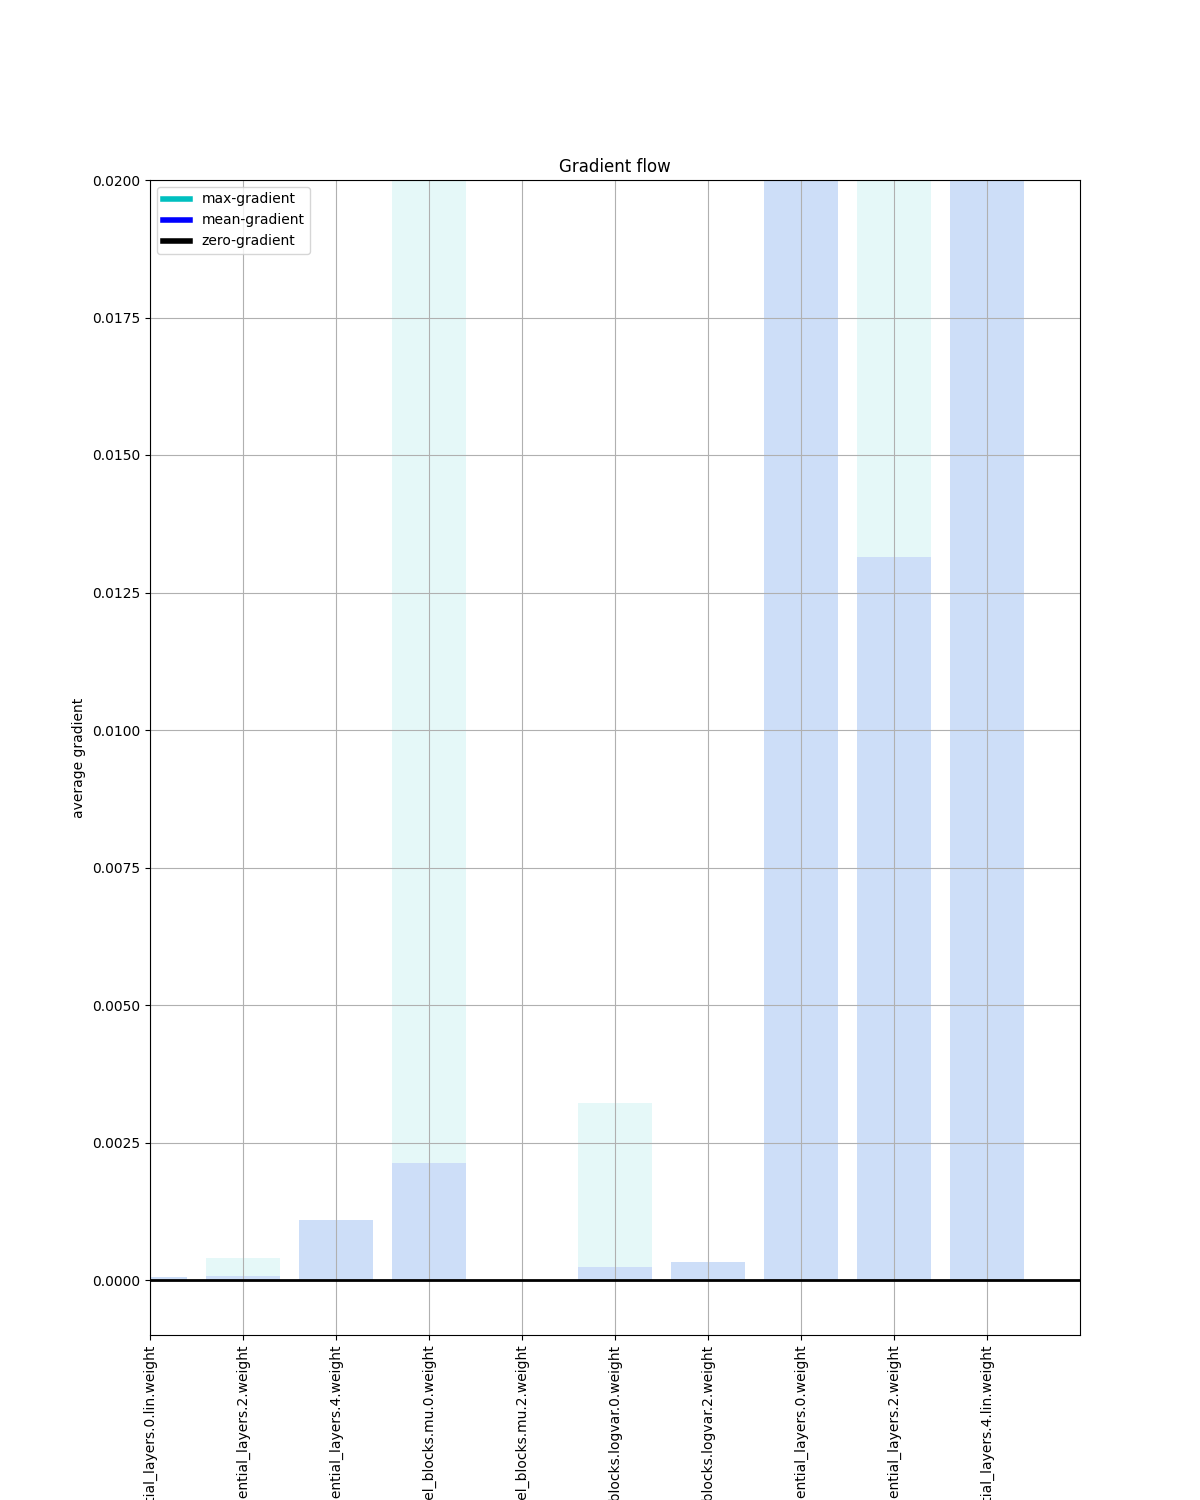 Gradient flow
max-gradient
mean-gradient
zero-gradient
0.0200
0.0175
0.0150
0.0125
0.0100
0.0075
0.0050
0.0025
0.0000
average gradient
tial_layers.0.lin.weight
ential_layers.2.weight
ential_layers.4.weight
el_blocks.mu.0.weight
el_blocks.mu.2.weight
blocks.logvar.0.weight
blocks.logvar.2.weight
ential_layers.0.weight
ential_layers.2.weight
tial_layers.4.lin.weight